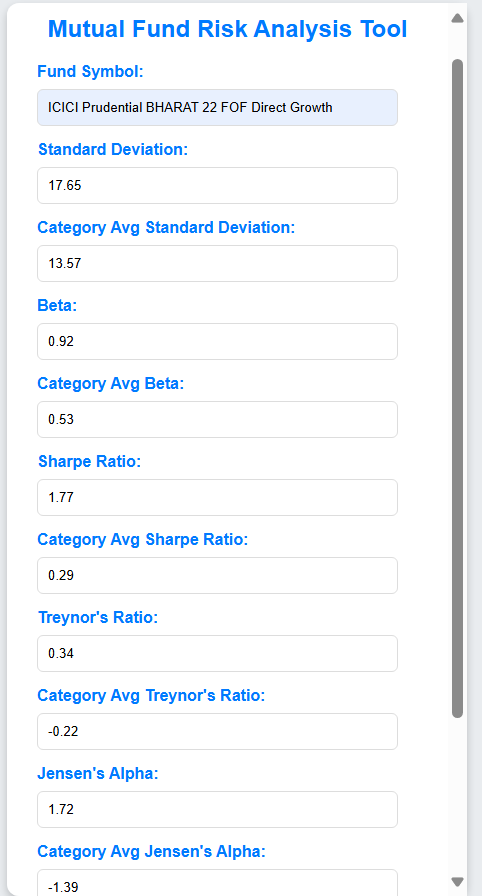 Mutual Fund Risk Analysis Tool
Fund Symbol:
ICICI Prudential BHARAT 22 FOF Direct Growth
Standard Deviation:
17.65
Category Avg Standard Deviation:
13.57
Beta:
0.92
Category Avg Beta:
0.53
Sharpe Ratio:
1.77
Category Avg Sharpe Ratio:
0.29
Treynor's Ratio:
0.34
Category Avg Treynor's Ratio:
-0.22
Jensen's Alpha:
1.72
Category Avg Jensen's Alpha:
-1.39